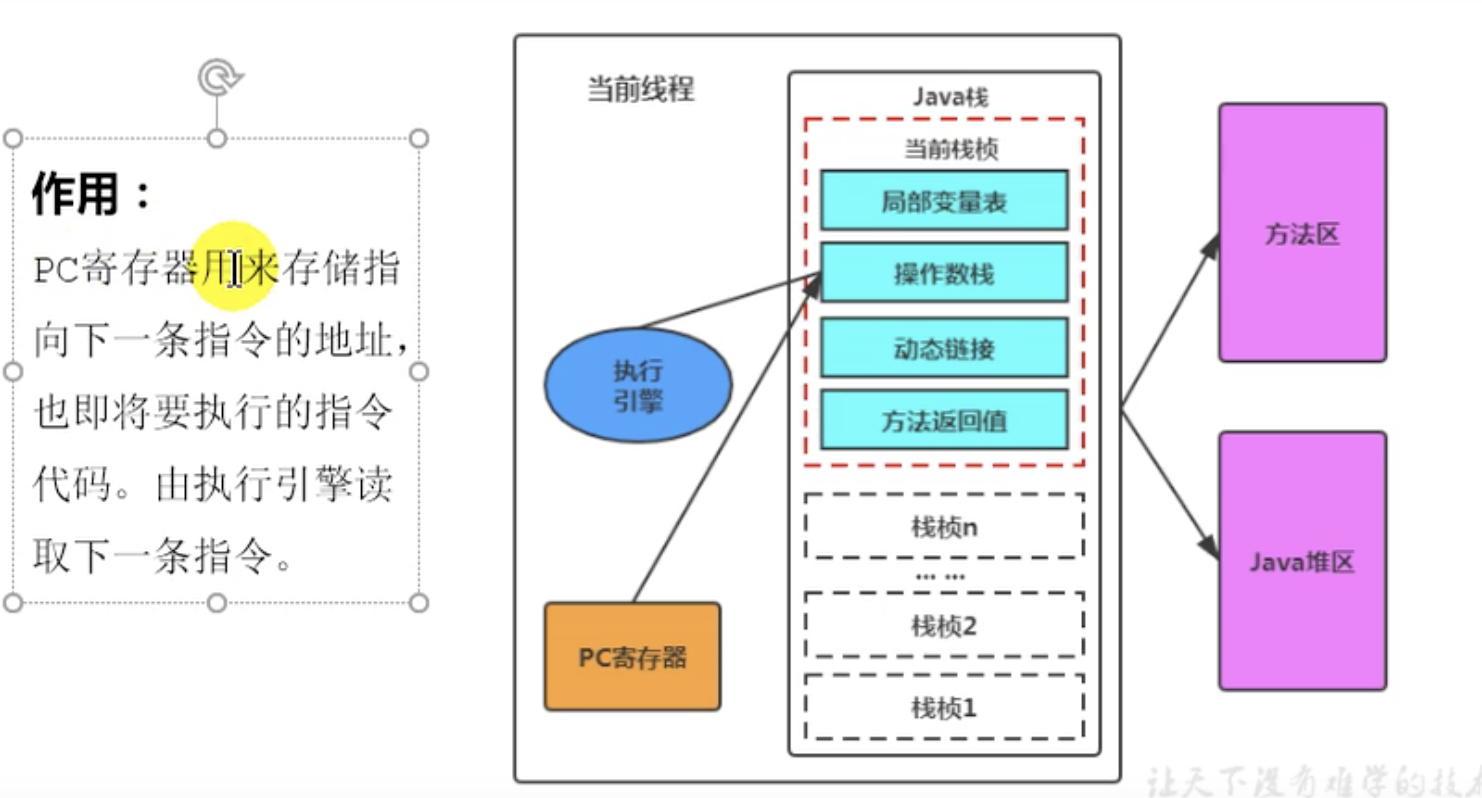 作用：
PC寄存器用来存储指
向下一条指令的地址，
也即将要执行的指令
代码。由执行引擎读
取下一条指令。
当前线程
Java栈
当前栈桢
局部变量表
操作数栈
动态链接
方法返回值
栈桢n
... ...
栈桢2
栈桢1
执行
引擎
PC寄存器
方法区
Java堆区
让天下没有难学的技